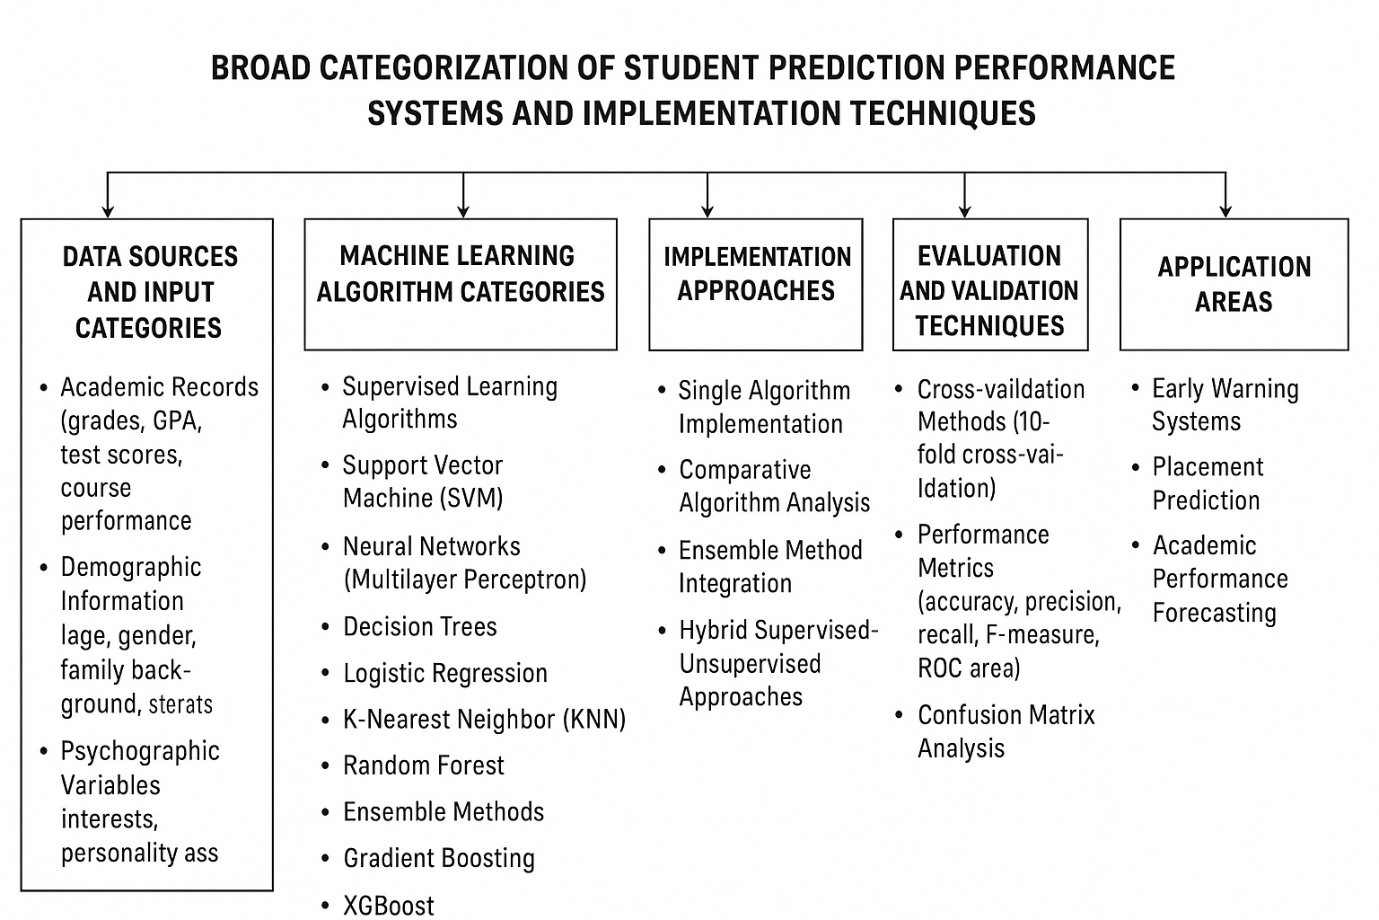 BROAD CATEGORIZATION OF STUDENT PREDICTION PERFORMANCE
SYSTEMS AND IMPLEMENTATION TECHNIQUES
DATA SOURCES
AND INPUT
CATEGORIES
• Academic Records
(grades, GPA,
test scores,
course
performance
• Demographic
Information
lage, gender,
family back-
ground, sterats
• Psychographic
Variables
interests,
personality ass
MACHINE LEARNING
ALGORITHM CATEGORIES
• Supervised Learning
Algorithms
• Support Vector
Machine (SVM)
• Neural Networks
(Multilayer Perceptron)
• Decision Trees
• Logistic Regression
• K-Nearest Neighbor (KNN)
• Random Forest
• Ensemble Methods
• Gradient Boosting
• XGBoost
IMPLEMENTATION
APPROACHES
• Single Algorithm
Implementation
• Comparative
Algorithm Analysis
• Ensemble Method
Integration
• Hybrid Supervised-
Unsupervised
Approaches
EVALUATION
AND VALIDATION
TECHNIQUES
• Cross-vaildation
Methods (10-
fold cross-vai-
Idation)
• Performance
Metrics
(accuracy, precision,
recall, F-measure,
ROC area)
• Confusion Matrix
Analysis
APPLICATION
AREAS
• Early Warning
Systems
• Placement
Prediction
• Academic
Performance
Forecasting